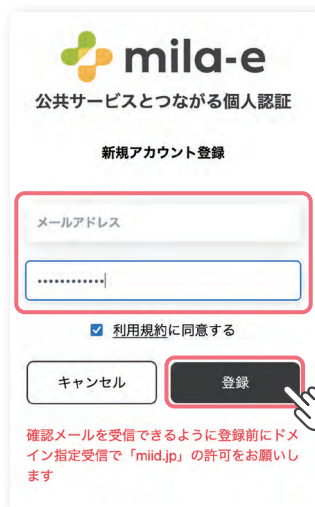 mila-e
公共サービスとつながる個人認証
新規アカウント登録
メールアドレス
••••••••••••
利用規約に同意する
キャンセル
登録
確認メールを受信できるように登録前にドメ
イン指定受信で「miid.jp」の許可をお願いし
ます